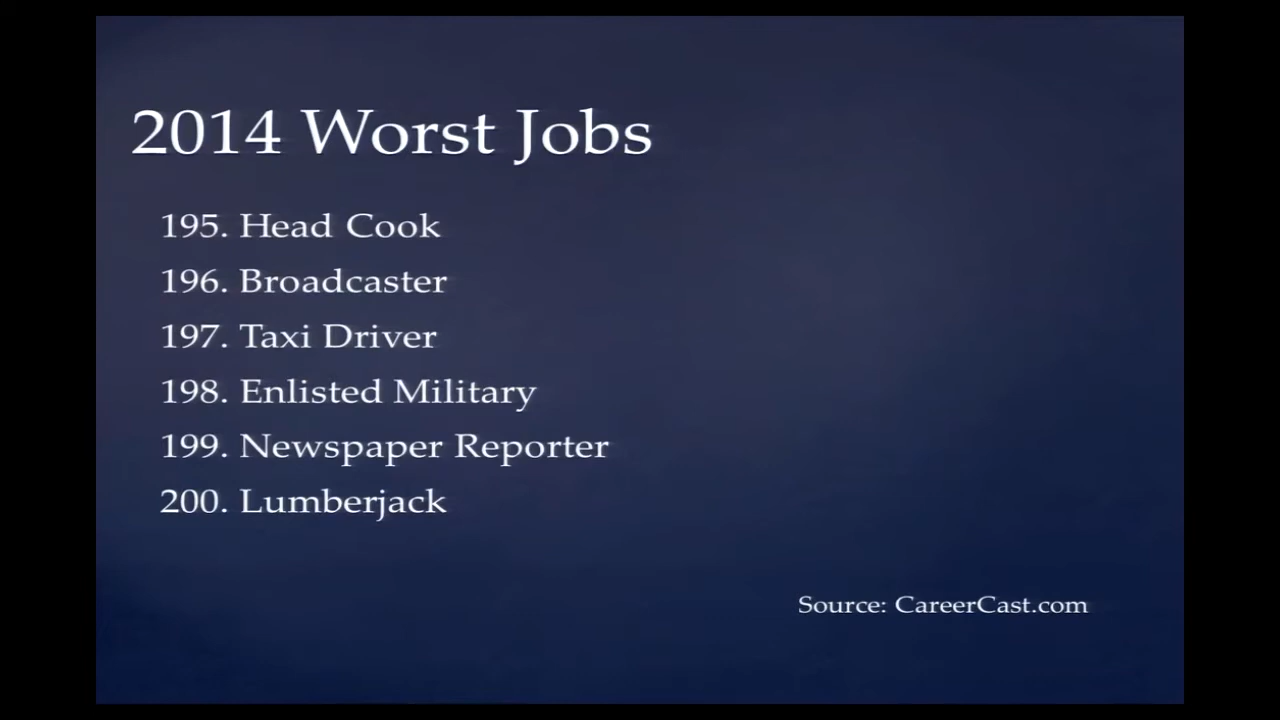 2014 Worst Jobs
195. Head Cook
196. Broadcaster
197. Taxi Driver
198. Enlisted Military
199. Newspaper Reporter
200. Lumberjack
Source: CareerCast.com